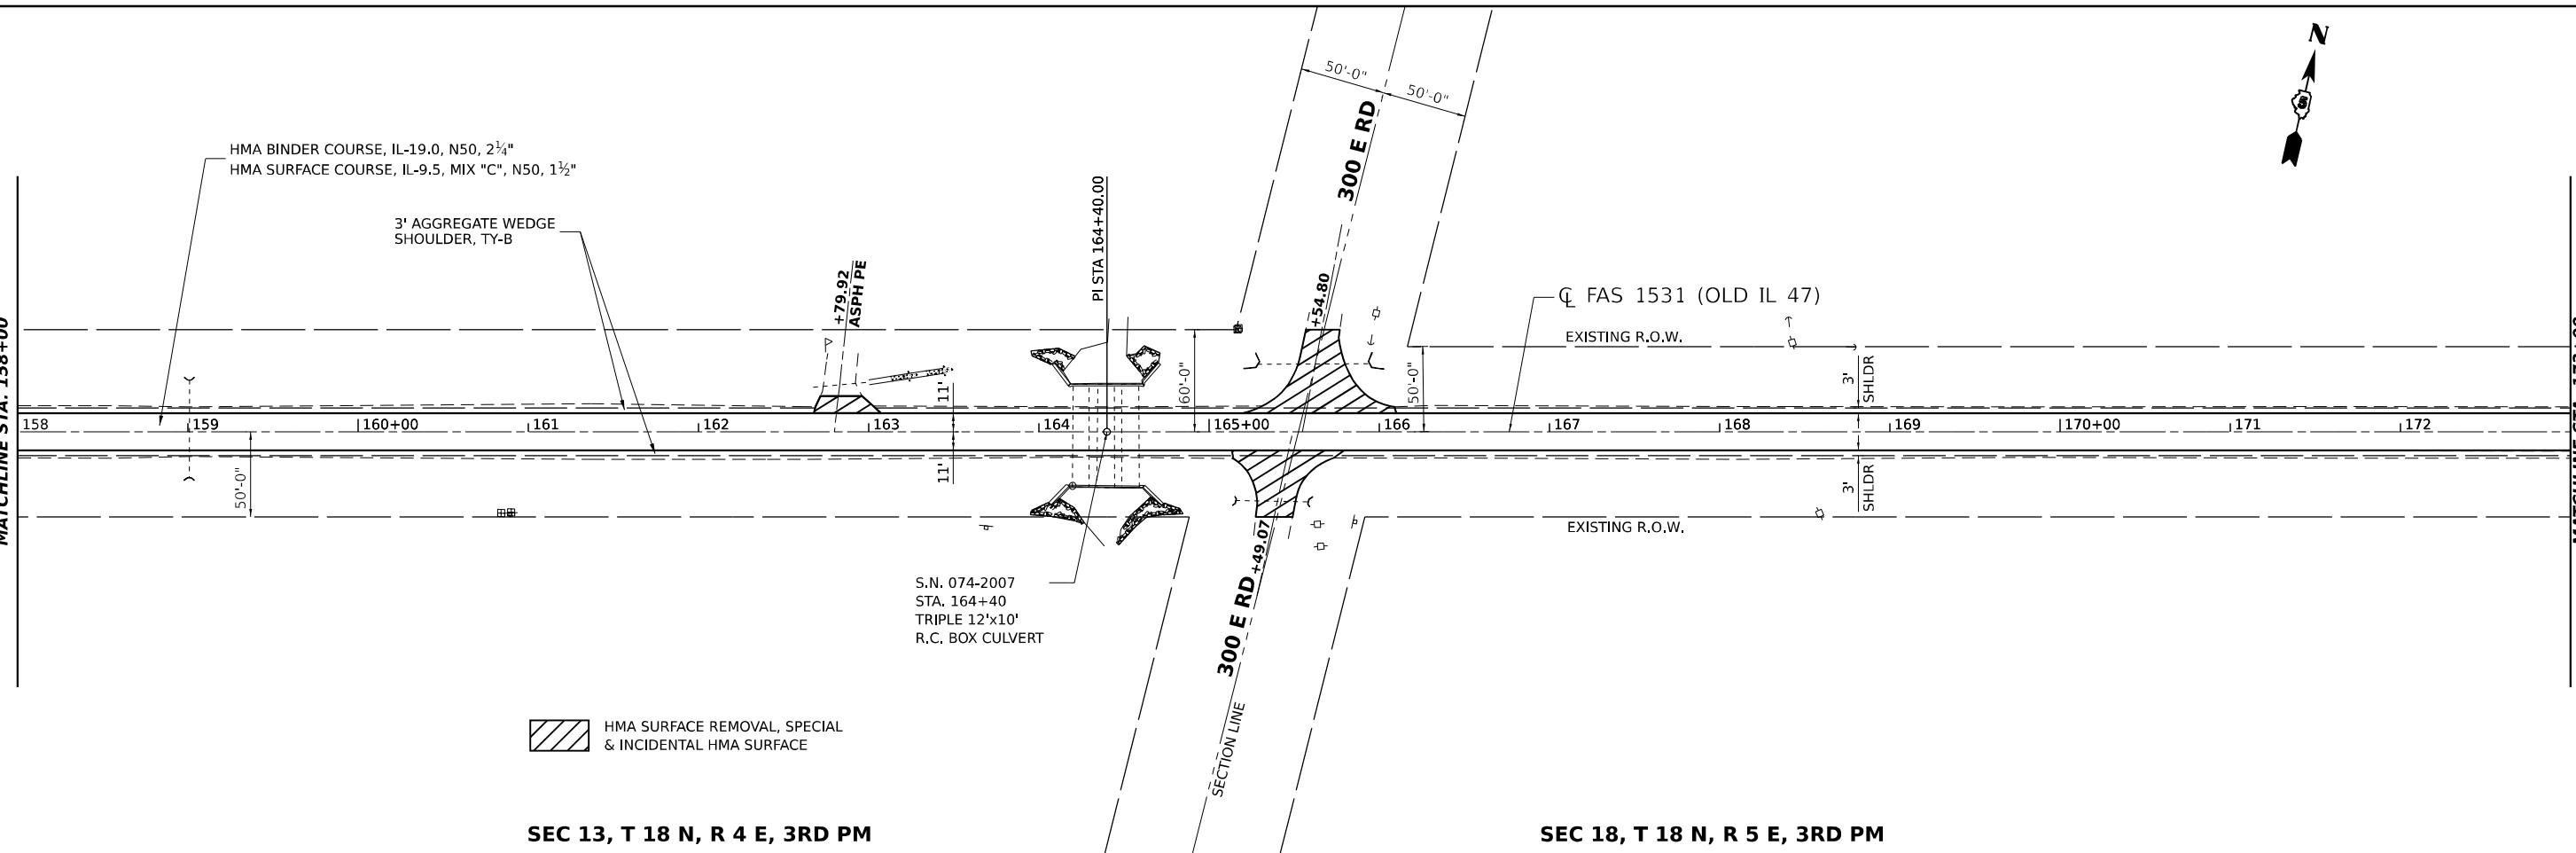 N
5
50'-0"
50'-0"
300 E RD
HMA BINDER COURSE, IL-19.0, N50, 2¼"
HMA SURFACE COURSE, IL-9.5, MIX "C", N50, 1½"
3' AGGREGATE WEDGE
SHOULDER, TY-B
PI STA 164+40.00
+79.92
ASPH PE
+54.80
℄ FAS 1531 (OLD IL 47)
EXISTING R.O.W.
MATCHLINE STA. 158+00
11'
60'-0"
50'-0"
3'
SHLDR
158
159
160+00
161
162
163
164
165+00
166
167
168
169
170+00
171
172
50'-0"
11'
3'
SHLDR
EXISTING R.O.W.
+49.07
300 E RD
S.N. 074-2007
STA. 164+40
TRIPLE 12'x10'
R.C. BOX CULVERT
SECTION LINE
HMA SURFACE REMOVAL, SPECIAL
& INCIDENTAL HMA SURFACE
SEC 13, T 18 N, R 4 E, 3RD PM
SEC 18, T 18 N, R 5 E, 3RD PM